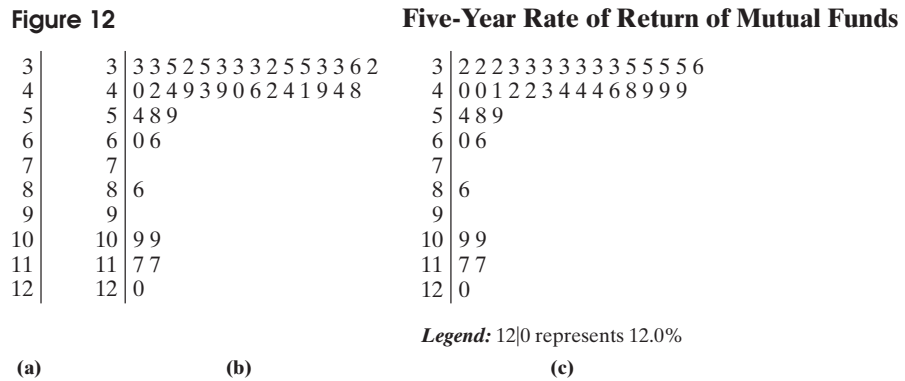 Figure 12
Five-Year Rate of Return of Mutual Funds
3 3 3 3 5 2 5 3 3 3 2 5 5 3 3 6 2 3 2 2 2 3 3 3 3 3 3 3 5 5 5 5 6
4 4 0 2 4 9 3 9 0 6 2 4 1 9 4 8 4 0 0 1 2 2 3 4 4 4 6 8 9 9 9
5 5 4 8 9 5 4 8 9
6 6 0 6 6 0 6
7 7 7
8 8 6 8 6
9 9 9
10 10 9 9 10 9 9
11 11 7 7 11 7 7
12 12 0 12 0
Legend: 12|0 represents 12.0%
(a) (b) (c)